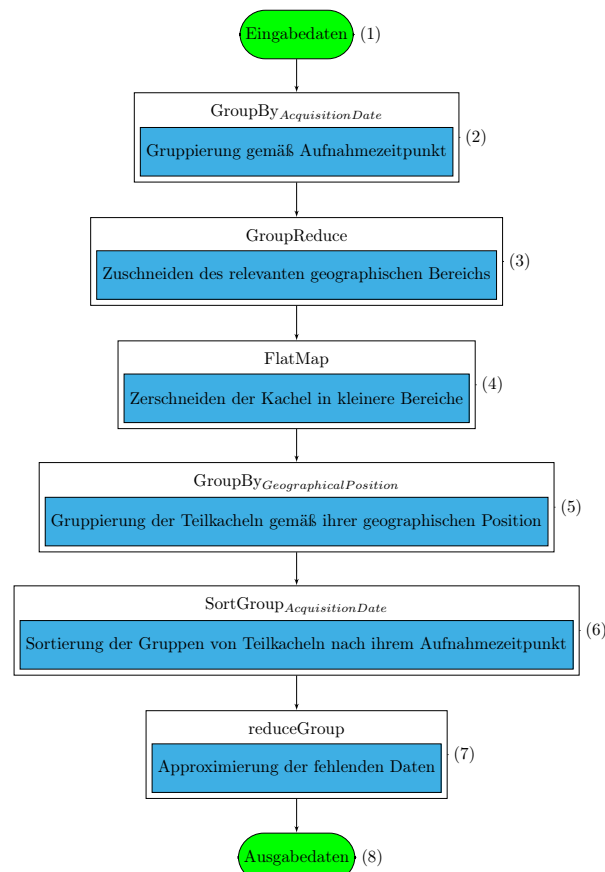 Eingabedaten (1)
GroupBy_AcquisitionDate
Gruppierung gemäß Aufnahmezeitpunkt (2)
GroupReduce
Zuschneiden des relevanten geographischen Bereichs (3)
FlatMap
Zerschneiden der Kachel in kleinere Bereiche (4)
GroupBy_GeographicalPosition
Gruppierung der Teilkacheln gemäß ihrer geographischen Position (5)
SortGroup_AcquisitionDate
Sortierung der Gruppen von Teilkacheln nach ihrem Aufnahmezeitpunkt (6)
reduceGroup
Approximierung der fehlenden Daten (7)
Ausgabedaten (8)